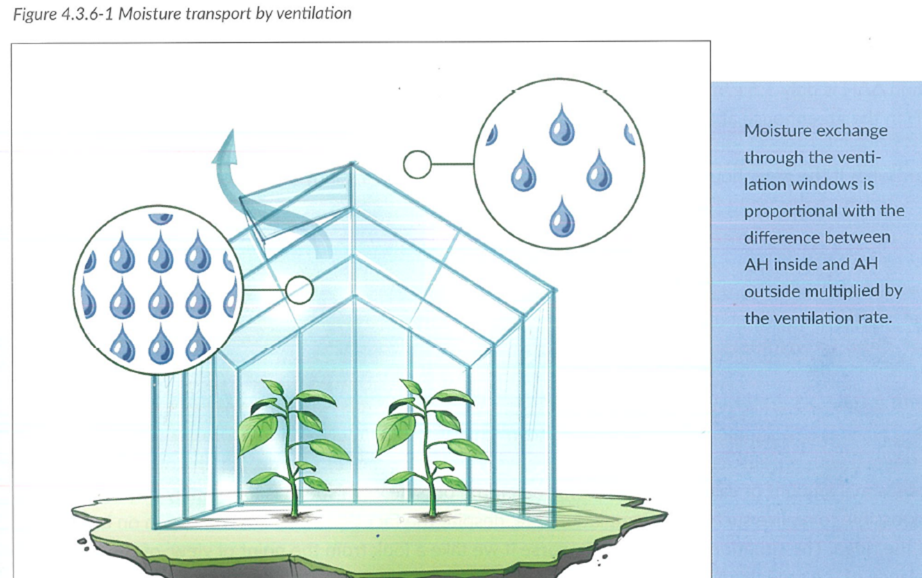 Figure 4.3.6-1 Moisture transport by ventilation
Moisture exchange
through the venti-
lation windows is
proportional with the
difference between
AH inside and AH
outside multiplied by
the ventilation rate.